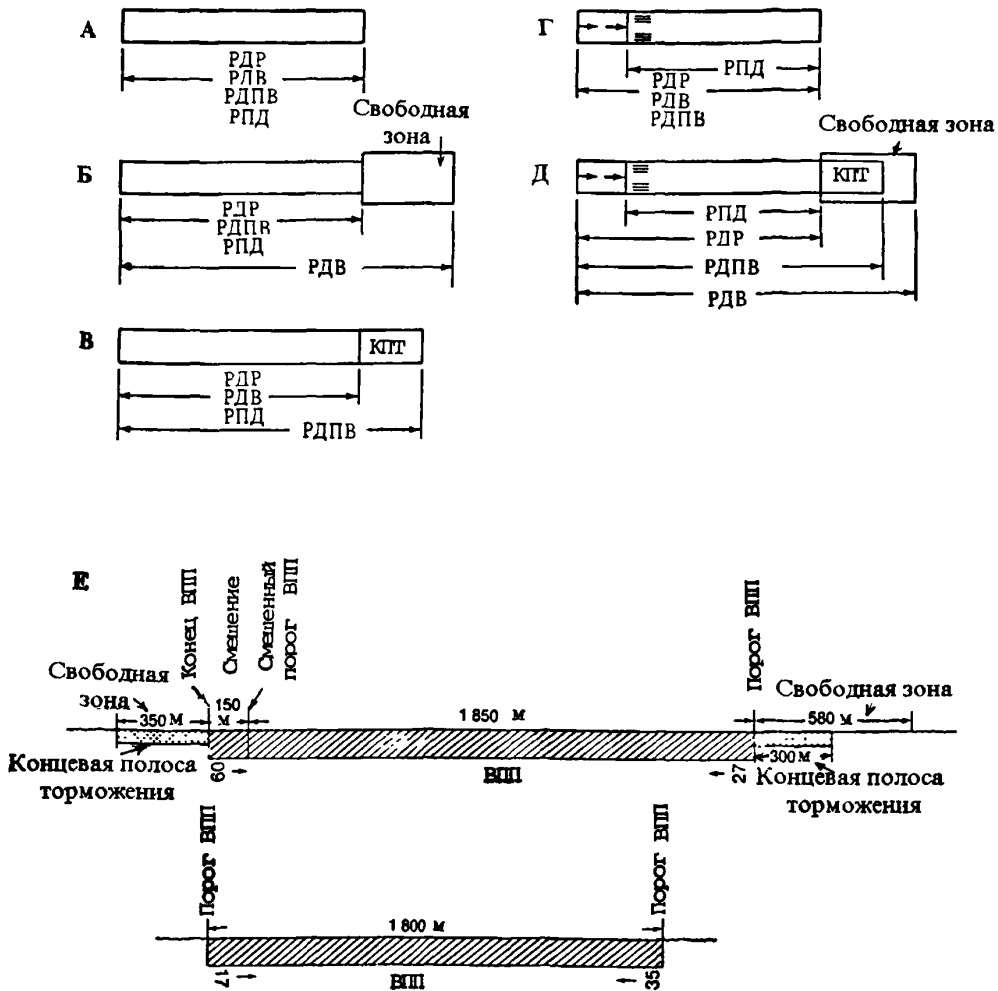 А
РДР
РДВ
РДПВ
РПД
Б
Свободная
зона
РДР
РДПВ
РПД
РДВ
В
КПТ
РДР
РДВ
РПД
РДПВ
Г
РПД
РДР
РДВ
РДПВ
Д
Свободная зона
КПТ
РПД
РДР
РДПВ
РДВ
Е
Конец ВПП
Смещение
Смещенный
порог ВПП
Порог ВПП
Свободная
зона
350 м
150
м
1 850 м
Свободная зона
580 м
Концевая полоса
торможения
09
ВПП
27
300 м
Концевая полоса
торможения
Порог ВПП
Порог ВПП
1 800 м
17
ВПП
35